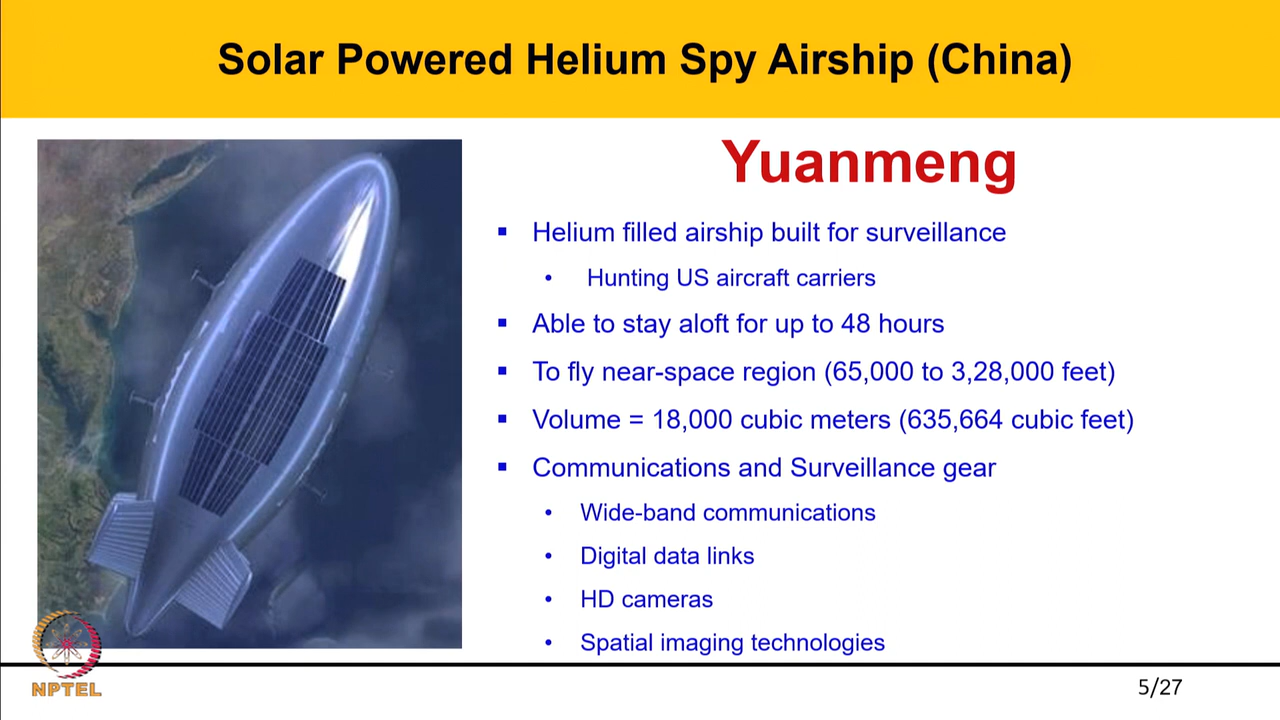 Solar Powered Helium Spy Airship (China)
Yuanmeng
▪ Helium filled airship built for surveillance
• Hunting US aircraft carriers
▪ Able to stay aloft for up to 48 hours
▪ To fly near-space region (65,000 to 3,28,000 feet)
▪ Volume = 18,000 cubic meters (635,664 cubic feet)
▪ Communications and Surveillance gear
• Wide-band communications
• Digital data links
• HD cameras
• Spatial imaging technologies
NPTEL
5/27